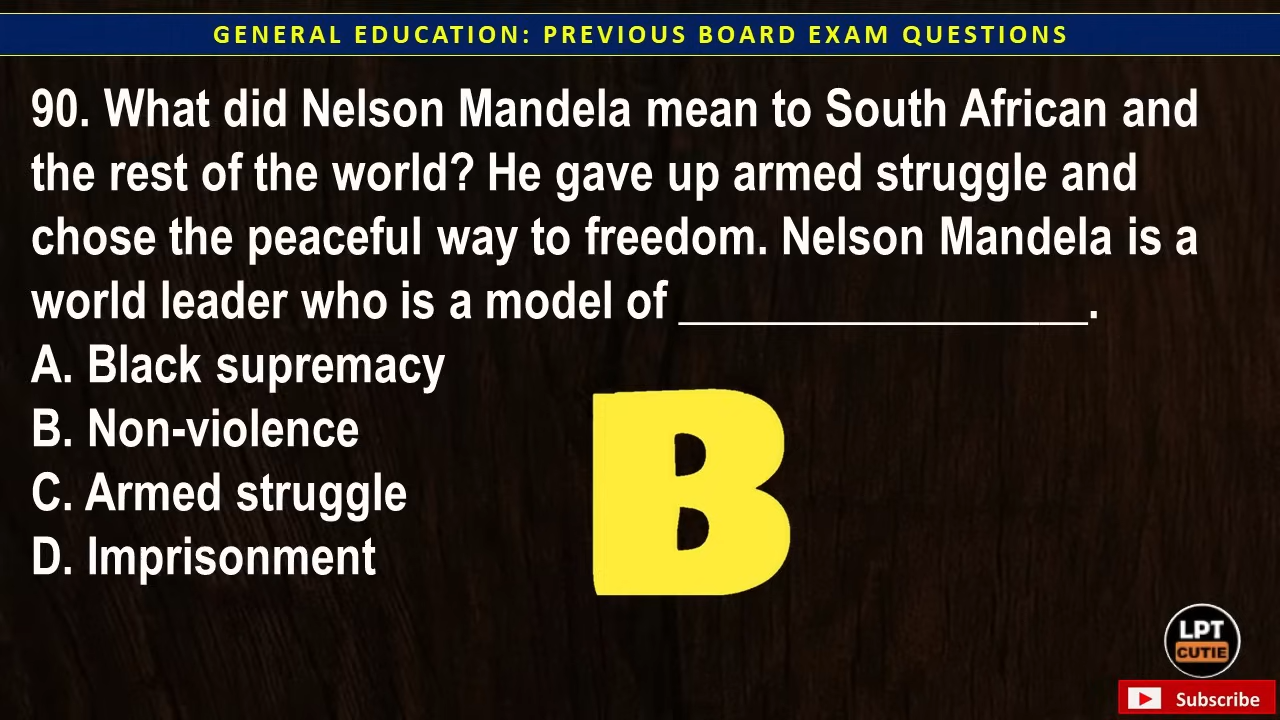 GENERAL EDUCATION: PREVIOUS BOARD EXAM QUESTIONS
90. What did Nelson Mandela mean to South African and
the rest of the world? He gave up armed struggle and
chose the peaceful way to freedom. Nelson Mandela is a
world leader who is a model of _________________.
A. Black supremacy
B. Non-violence
C. Armed struggle
D. Imprisonment
B
LPT
CUTIE
Subscribe